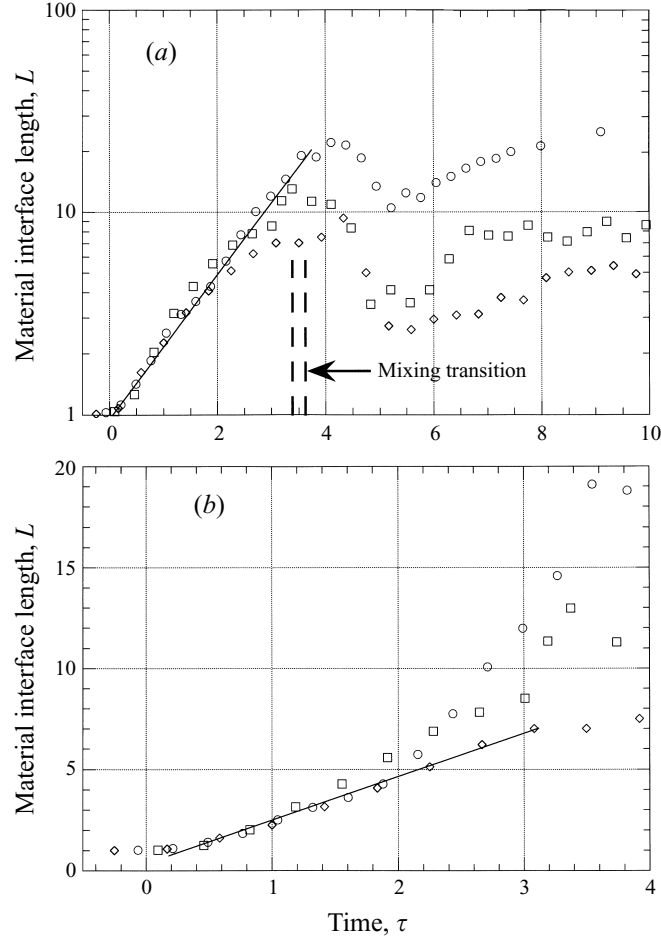 100
(a)
Material interface length, L
10
Mixing transition
1
0 2 4 6 8 10
20
(b)
15
Material interface length, L
10
5
0
0 1 2 3 4
Time, τ